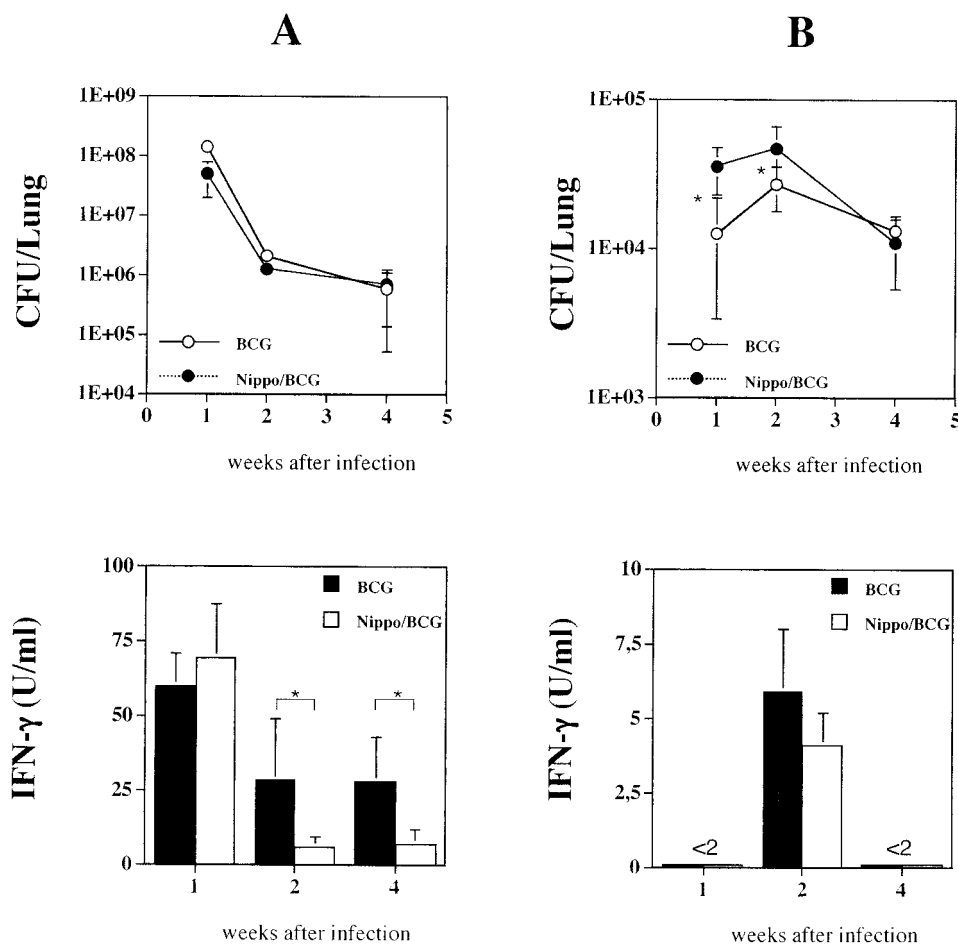 A
CFU/Lung
1E+09
1E+08
1E+07
1E+06
1E+05
1E+04
BCG
Nippo/BCG
0 1 2 3 4 5
weeks after infection
B
CFU/Lung
1E+05
1E+04
1E+03
*
*
BCG
Nippo/BCG
0 1 2 3 4 5
weeks after infection
IFN-γ (U/ml)
100
75
50
25
0
BCG
Nippo/BCG
*
*
1 2 4
weeks after infection
IFN-γ (U/ml)
10
7,5
5
2,5
0
BCG
Nippo/BCG
<2
<2
1 2 4
weeks after infection